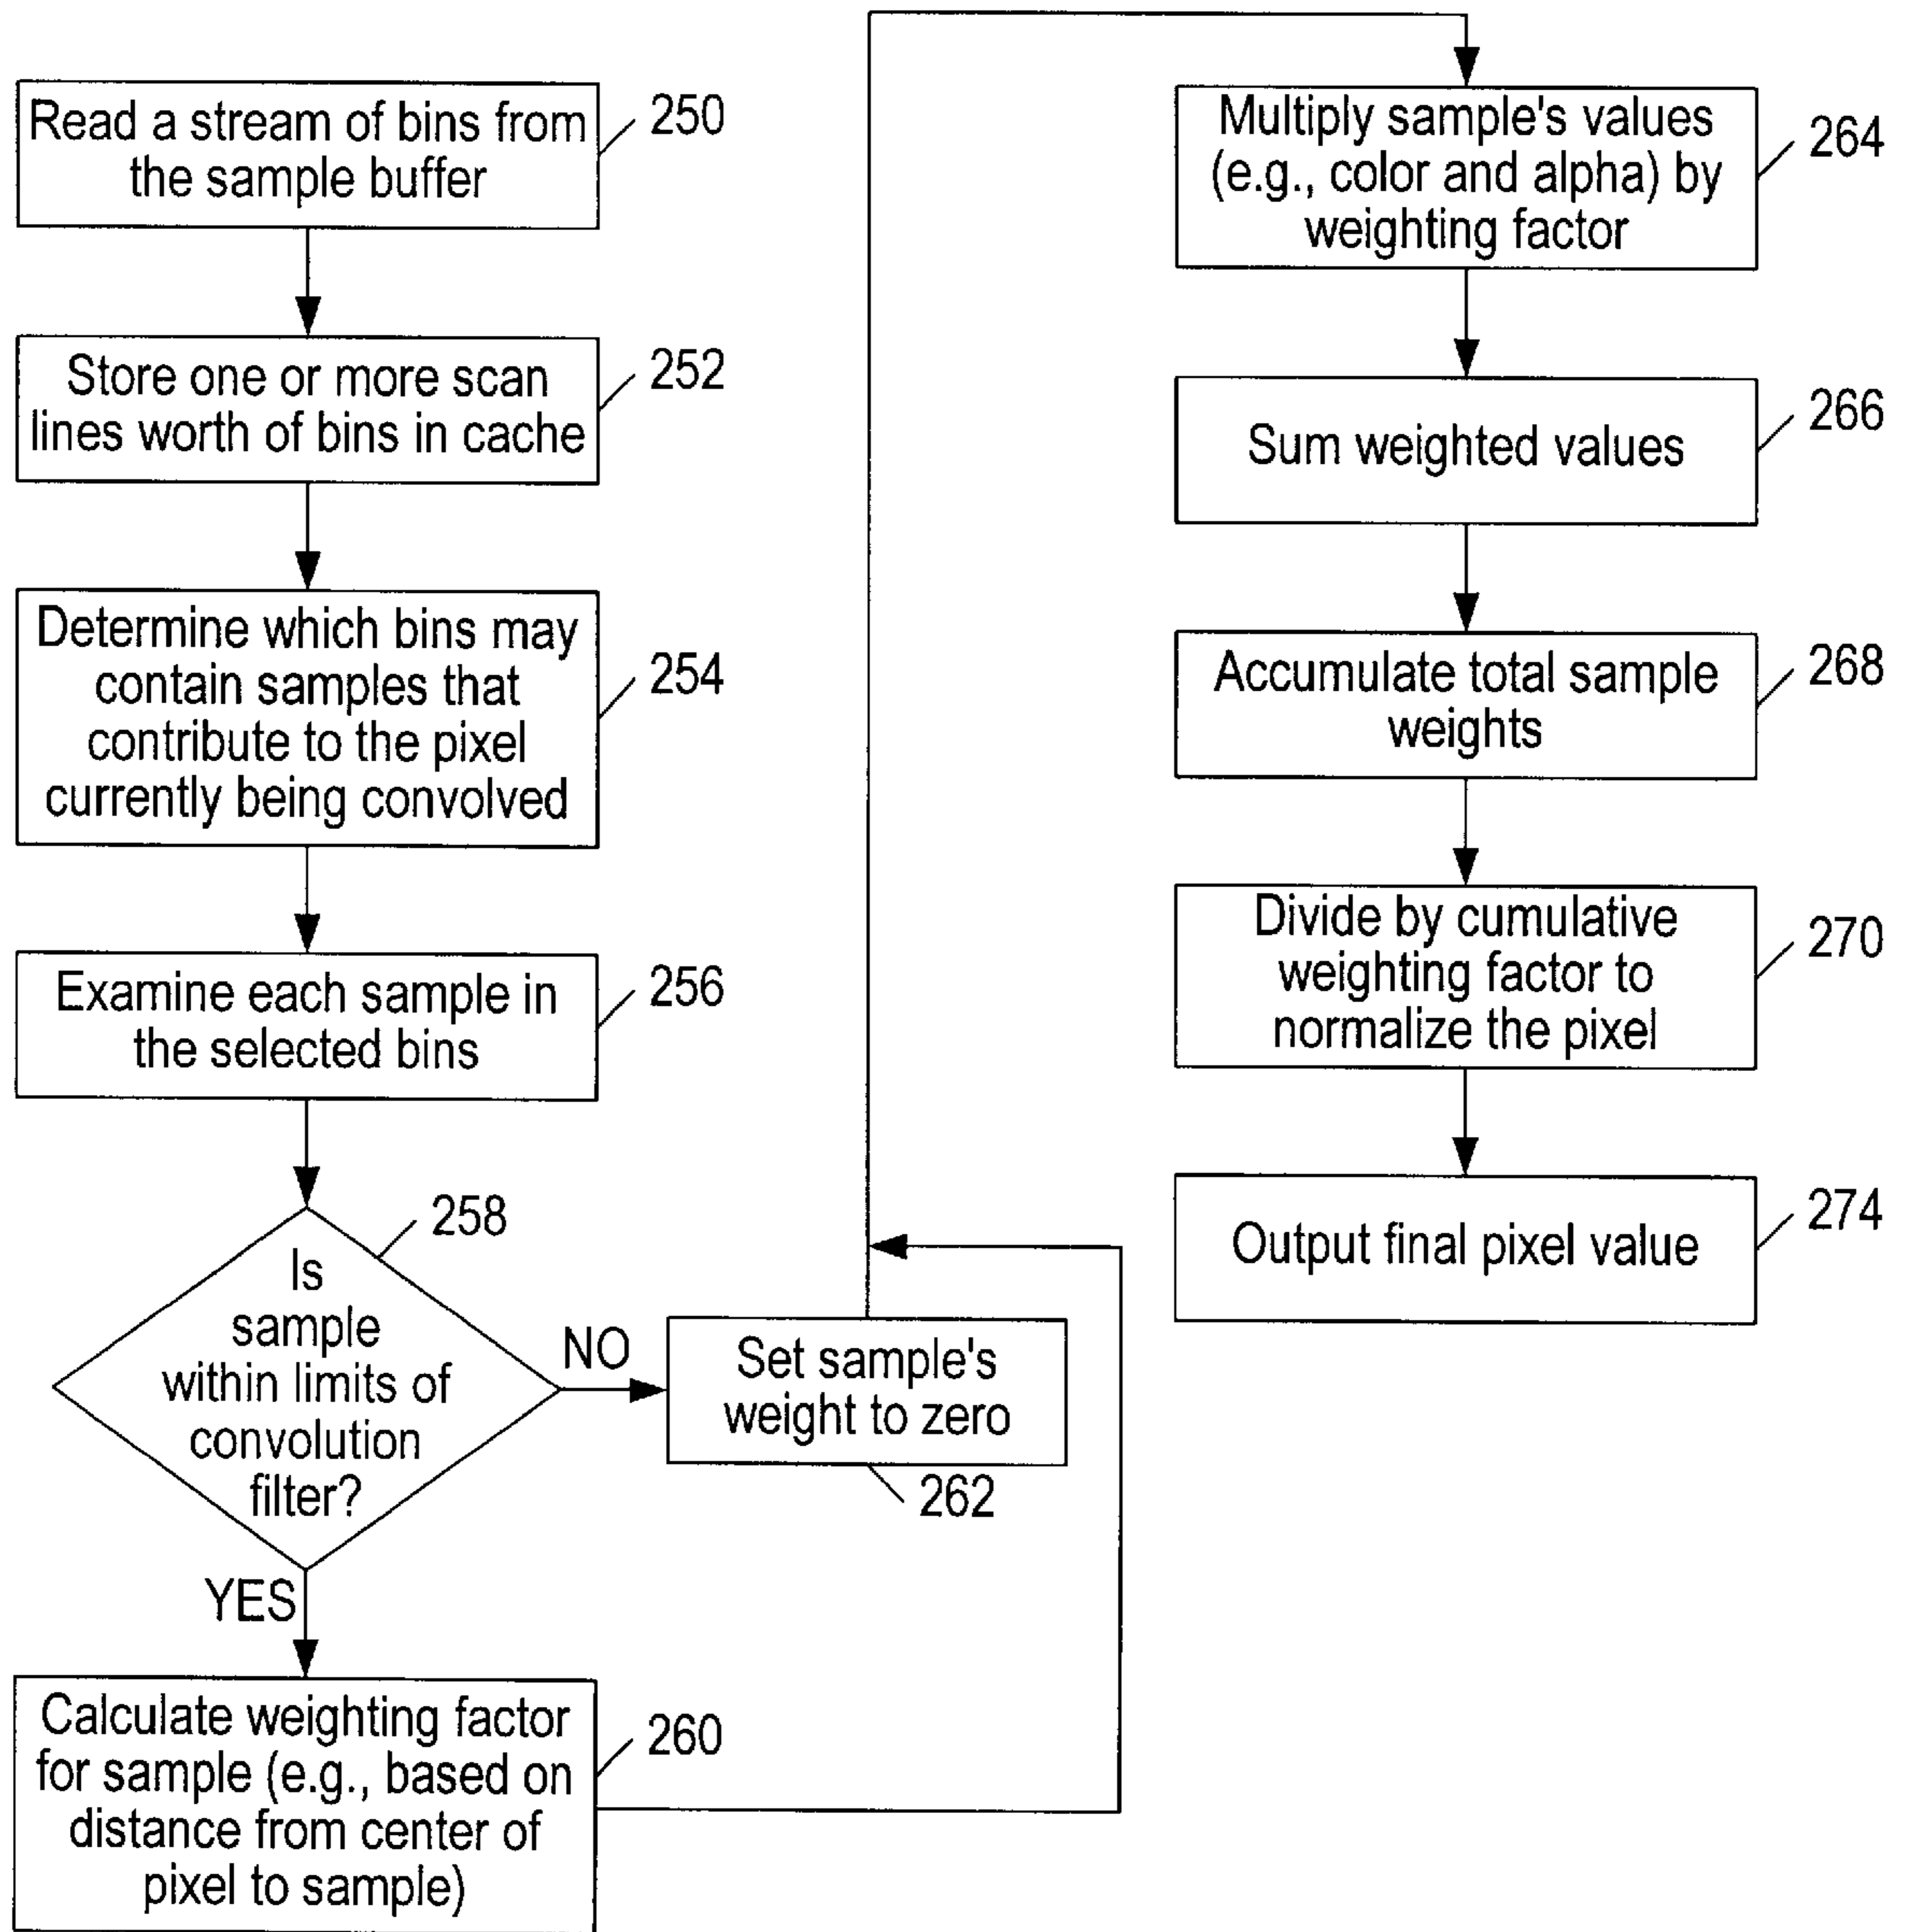 Read a stream of bins from
the sample buffer
250
Store one or more scan
lines worth of bins in cache
252
Determine which bins may
contain samples that
contribute to the pixel
currently being convolved
254
Examine each sample in
the selected bins
256
258
Is
sample
within limits of
convolution
filter?
NO
Set sample's
weight to zero
262
YES
Calculate weighting factor
for sample (e.g., based on
distance from center of
pixel to sample)
260
Multiply sample's values
(e.g., color and alpha) by
weighting factor
264
Sum weighted values
266
Accumulate total sample
weights
268
Divide by cumulative
weighting factor to
normalize the pixel
270
Output final pixel value
274